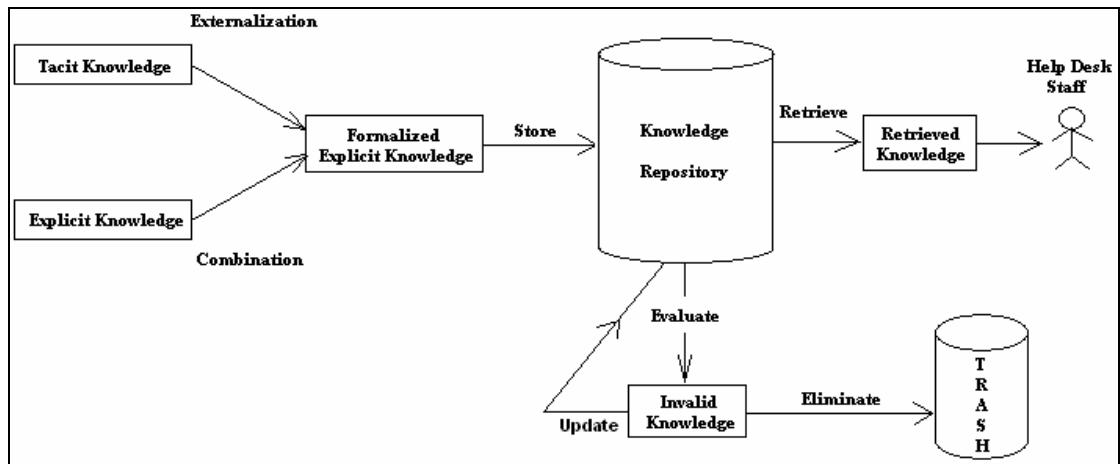 Externalization
Tacit Knowledge
Formalized
Explicit Knowledge
Explicit Knowledge
Combination
Store
Knowledge
Repository
Retrieve
Retrieved
Knowledge
Help Desk
Staff
Evaluate
Invalid
Knowledge
Update
Eliminate
T
R
A
S
H